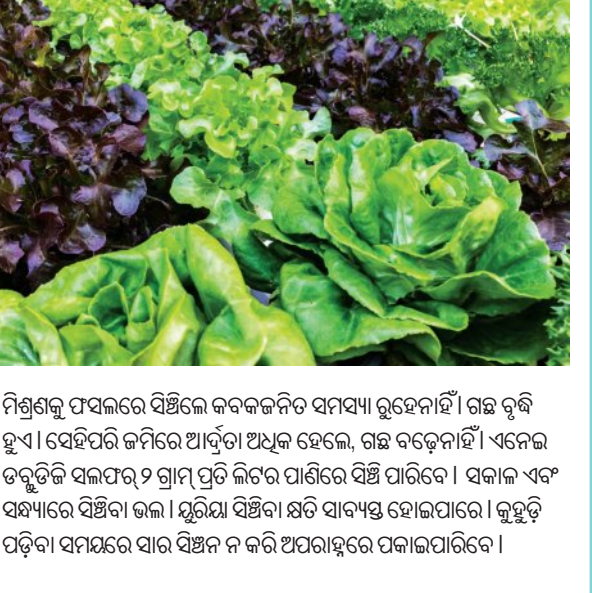 ମିଶ୍ରଣକୁ ଫସଲରେ ସିଞ୍ଚିଲେ କବକଜନିତ ସମସ୍ୟା ରୁହେନାହିଁ । ଗଛ ବୃଦ୍ଧି
ହୁଏ । ସେହିପରି ଜମିରେ ଆର୍ଦ୍ରତା ଅଧିକ ହେଲେ, ଗଛ ବଢ଼େନାହିଁ । ଏନେଇ
ଡବ୍ଲୁଡିଜି ସଲଫର୍ ୨ ଗ୍ରାମ୍ ପ୍ରତି ଲିଟର ପାଣିରେ ସିଞ୍ଚି ପାରିବେ । ସକାଳ ଏବଂ
ସନ୍ଧ୍ୟାରେ ସିଞ୍ଚିବା ଭଲ । ୟୁରିୟା ସିଞ୍ଚିବା କ୍ଷତି ସାବ୍ୟସ୍ତ ହୋଇପାରେ । କୁହୁଡ଼ି
ପଡ଼ିବା ସମୟରେ ସାର ସିଞ୍ଚନ ନ କରି ଅପରାହ୍ନରେ ପକାଇପାରିବେ ।